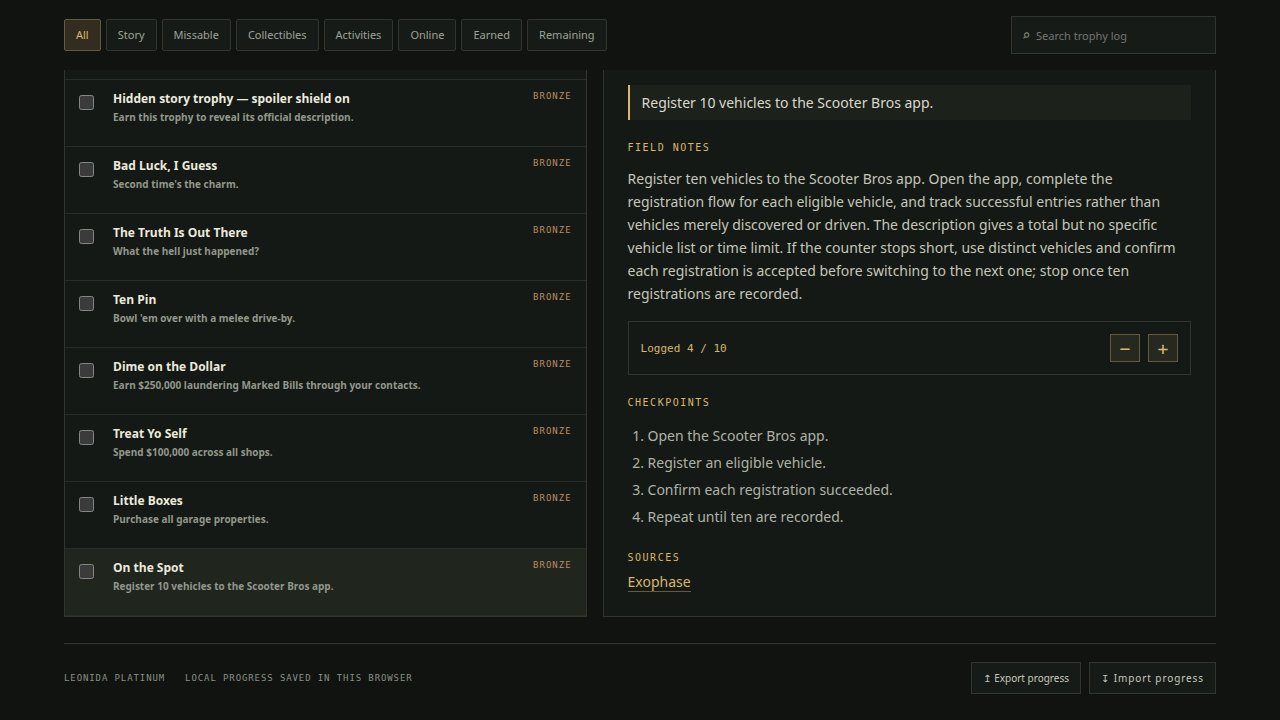 All
Story
Missable
Collectibles
Activities
Online
Earned
Remaining
Search trophy log
Hidden story trophy — spoiler shield on
BRONZE
Earn this trophy to reveal its official description.
Bad Luck, I Guess
BRONZE
Second time's the charm.
The Truth Is Out There
BRONZE
What the hell just happened?
Ten Pin
BRONZE
Bowl 'em over with a melee drive-by.
Dime on the Dollar
BRONZE
Earn $250,000 laundering Marked Bills through your contacts.
Treat Yo Self
BRONZE
Spend $100,000 across all shops.
Little Boxes
BRONZE
Purchase all garage properties.
On the Spot
BRONZE
Register 10 vehicles to the Scooter Bros app.
Register 10 vehicles to the Scooter Bros app.
FIELD NOTES
Register ten vehicles to the Scooter Bros app. Open the app, complete the
registration flow for each eligible vehicle, and track successful entries rather than
vehicles merely discovered or driven. The description gives a total but no specific
vehicle list or time limit. If the counter stops short, use distinct vehicles and confirm
each registration is accepted before switching to the next one; stop once ten
registrations are recorded.
Logged 4 / 10
− +
CHECKPOINTS
1. Open the Scooter Bros app.
2. Register an eligible vehicle.
3. Confirm each registration succeeded.
4. Repeat until ten are recorded.
SOURCES
Exophase
LEONIDA PLATINUM
LOCAL PROGRESS SAVED IN THIS BROWSER
↥ Export progress
↧ Import progress